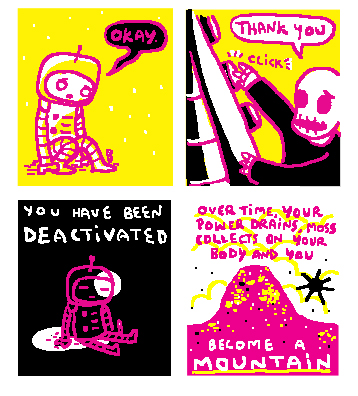 OKAY.
THANK YOU
CLICK
YOU HAVE BEEN
DEACTIVATED
OVER TIME, YOUR
POWER DRAINS, MOSS
COLLECTS ON YOUR
BODY AND YOU
BECOME A
MOUNTAIN